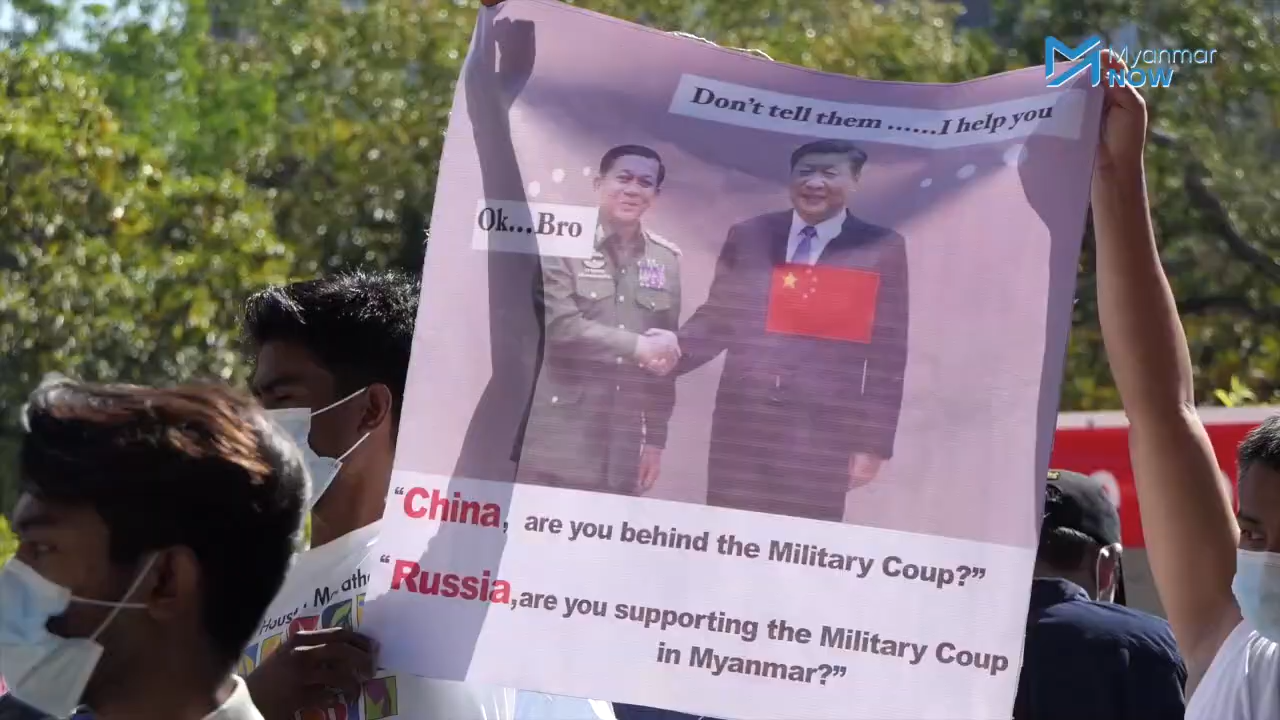 Myanmar
NOW
Don't tell them ......I help you
Ok...Bro
"China, are you behind the Military Coup?"
"Russia,are you supporting the Military Coup
in Myanmar?"